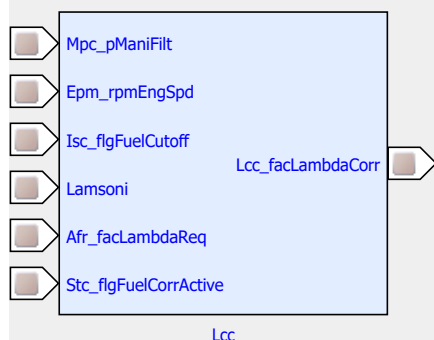 Mpc_pManiFilt
Epm_rpmEngSpd
Isc_flgFuelCutoff
Lcc_facLambdaCorr
Lamsoni
Afr_facLambdaReq
Stc_flgFuelCorrActive
Lcc